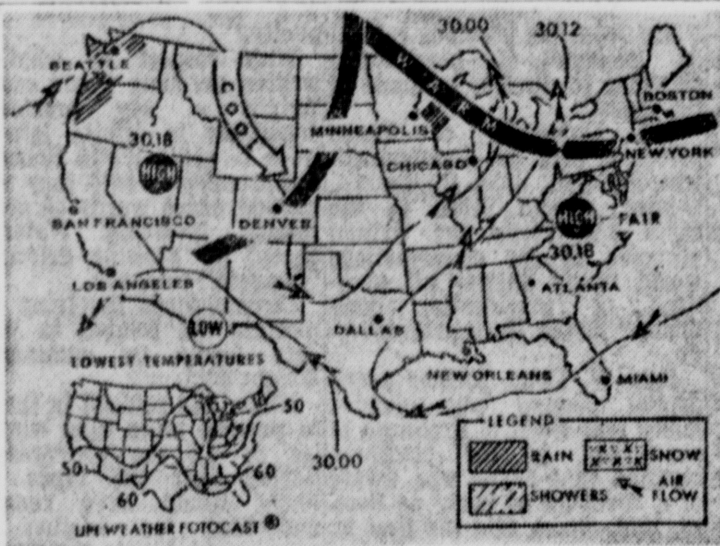 30.00
30.12
SEATTLE
COOL
WARM
BOSTON
MINNEAPOLIS
NEW YORK
30.18
CHICAGO
HIGH
SAN FRANCISCO
DENVER
HIGH
FAIR
30.18
LOS ANGELES
ATLANTA
LOW
DALLAS
LOWEST TEMPERATURES
NEW ORLEANS
MIAMI
50
LEGEND
RAIN
SNOW
50
60
60
30.00
SHOWERS
AIR
FLOW
UPI WEATHER FOTOCAST ®